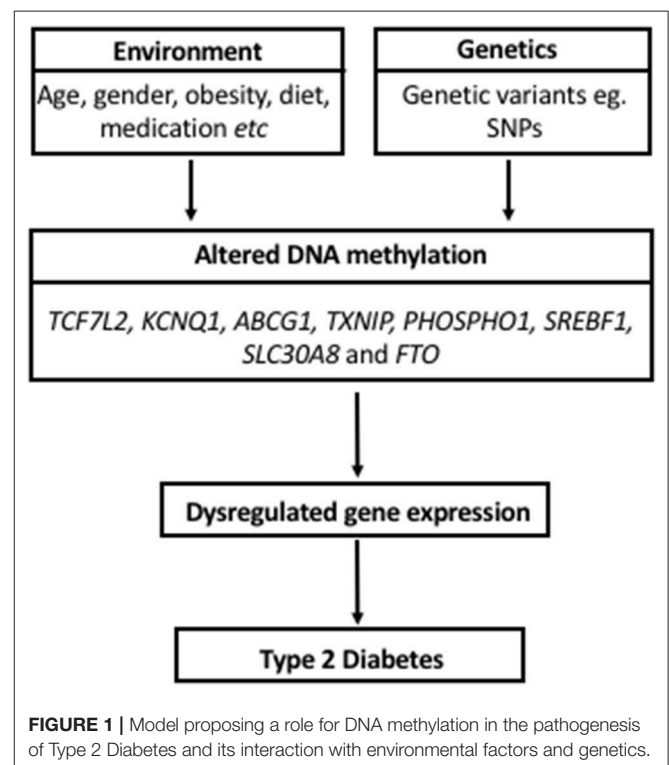 Environment
Age, gender, obesity, diet,
medication etc
Genetics
Genetic variants eg.
SNPs
Altered DNA methylation
TCF7L2, KCNQ1, ABCG1, TXNIP, PHOSPHO1, SREBF1,
SLC30A8 and FTO
Dysregulated gene expression
Type 2 Diabetes
FIGURE 1 | Model proposing a role for DNA methylation in the pathogenesis
of Type 2 Diabetes and its interaction with environmental factors and genetics.